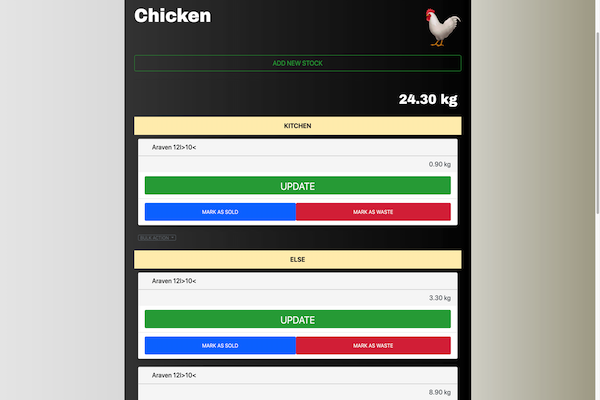 Chicken
ADD NEW STOCK
24.30 kg
KITCHEN
Araven 12l>10<
0.90 kg
UPDATE
MARK AS SOLD MARK AS WASTE
BULK ACTION
ELSE
Araven 12l>10<
3.30 kg
UPDATE
MARK AS SOLD MARK AS WASTE
Araven 12l>10<
8.90 kg